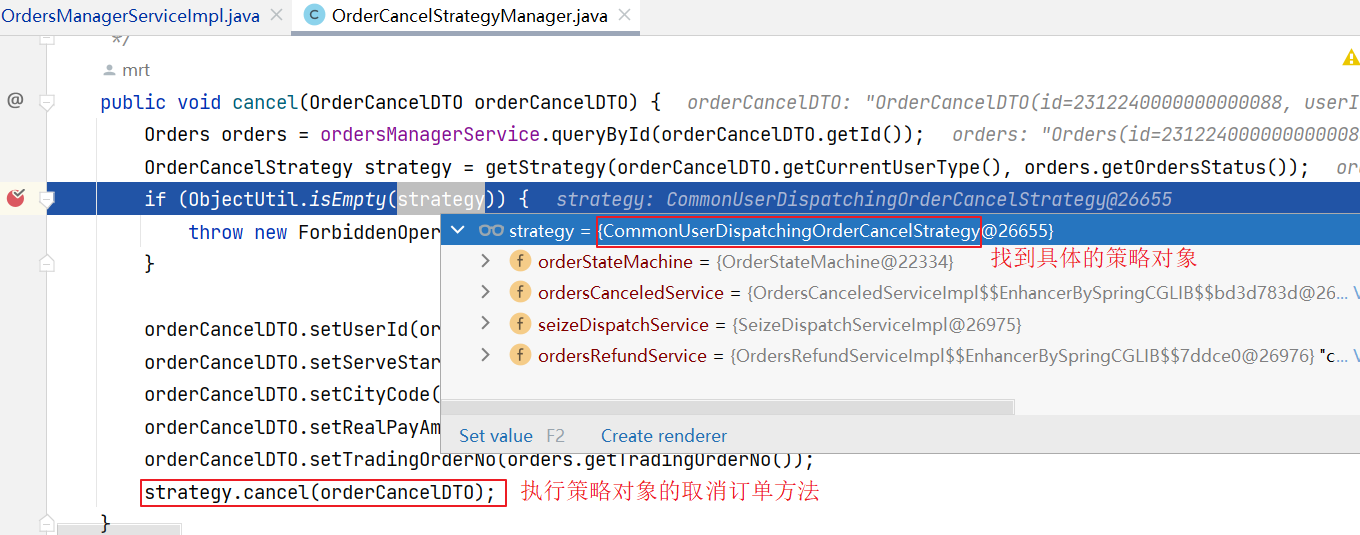 OrdersManagerServiceImpl.java × C OrderCancelStrategyManager.java ×
*/
mrt
@ public void cancel(OrderCancelDTO orderCancelDTO) { orderCancelDTO: "OrderCancelDTO(id=2312240000000000088, userI
Orders orders = ordersManagerService.queryById(orderCancelDTO.getId()); orders: "Orders(id=231224000000000008
OrderCancelStrategy strategy = getStrategy(orderCancelDTO.getCurrentUserType(), orders.getOrdersStatus()); or
if (ObjectUtil.isEmpty(strategy)) { strategy: CommonUserDispatchingOrderCancelStrategy@26655
throw new ForbiddenOper
strategy = {CommonUserDispatchingOrderCancelStrategy@26655}
}
f orderStateMachine = {OrderStateMachine@22334} 找到具体的策略对象
f ordersCanceledService = {OrdersCanceledServiceImpl$$EnhancerBySpringCGLIB$$bd3d783d@26... V
orderCancelDTO.setUserId(or
f seizeDispatchService = {SeizeDispatchServiceImpl@26975}
orderCancelDTO.setServeStar
f ordersRefundService = {OrdersRefundServiceImpl$$EnhancerBySpringCGLIB$$7ddce0@26976} "c... V
orderCancelDTO.setCityCode(
orderCancelDTO.setRealPayAm
Set value F2 Create renderer
orderCancelDTO.setTradingOrderNo(orders.getTradingOrderNo());
strategy.cancel(orderCancelDTO); 执行策略对象的取消订单方法
}